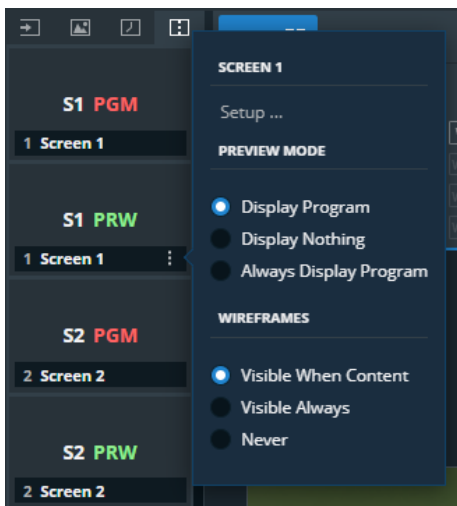 S1 PGM
1 Screen 1
S1 PRW
1 Screen 1
S2 PGM
2 Screen 2
S2 PRW
2 Screen 2
SCREEN 1
Setup ...
PREVIEW MODE
Display Program
Display Nothing
Always Display Program
WIREFRAMES
Visible When Content
Visible Always
Never